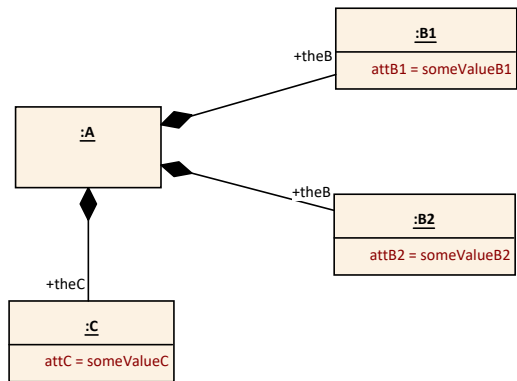 :B1
+theB
attB1 = someValueB1
:A
+theB
:B2
attB2 = someValueB2
+theC
:C
attC = someValueC